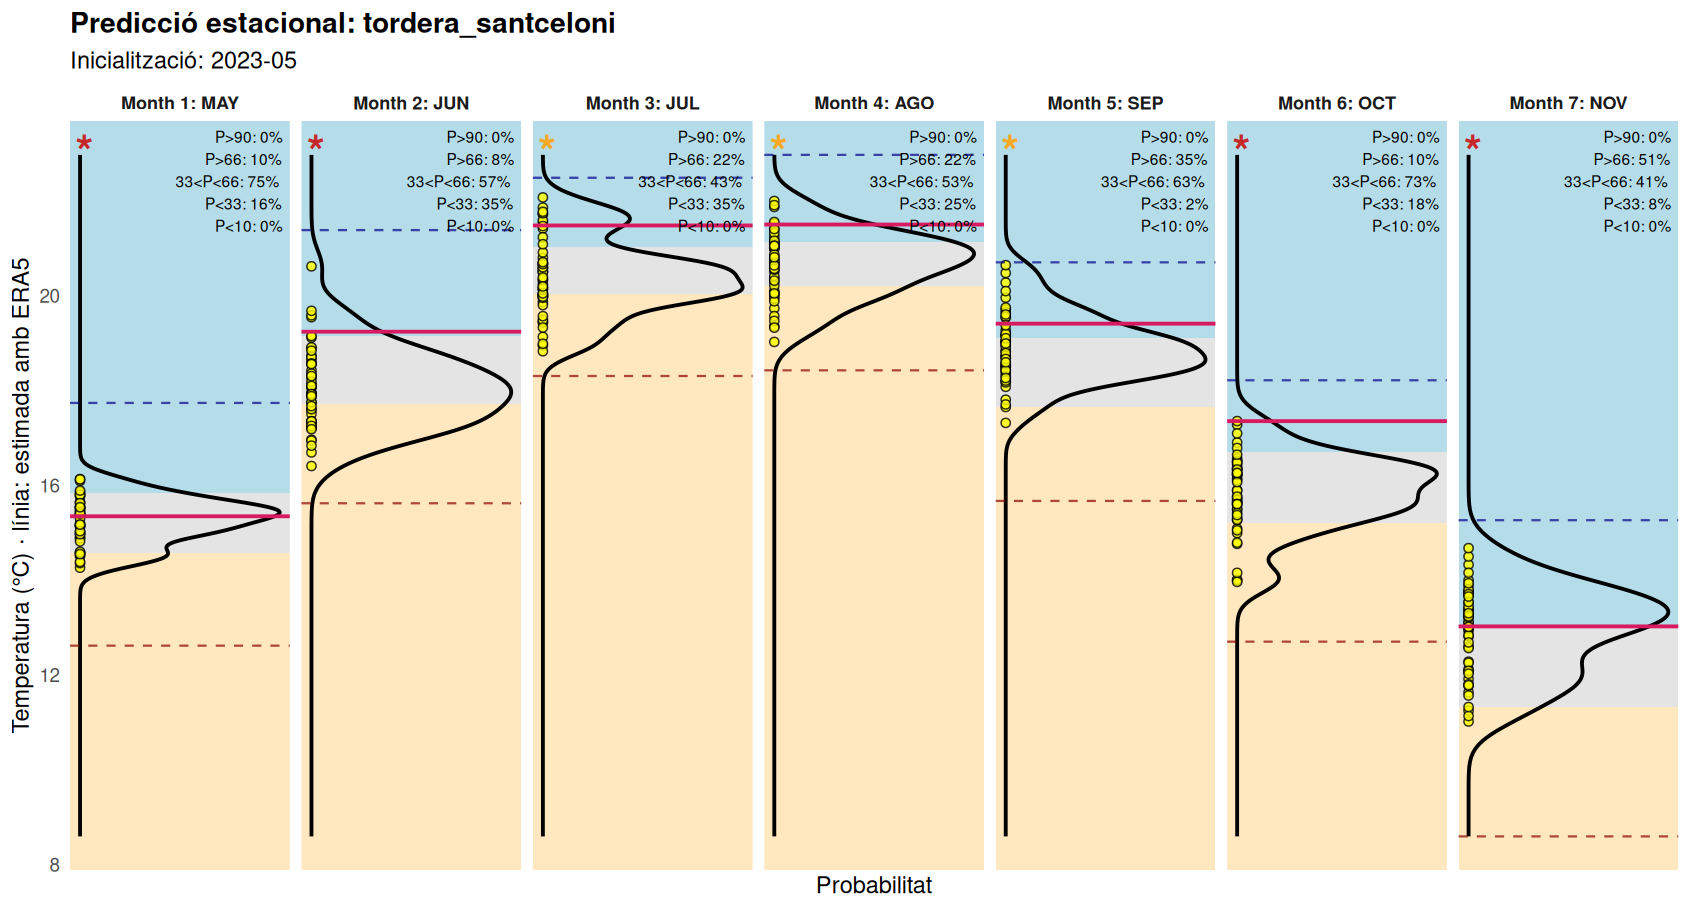 Predicció estacional: tordera_santceloni
Inicialització: 2023-05
Month 1: MAY
Month 2: JUN
Month 3: JUL
Month 4: AGO
Month 5: SEP
Month 6: OCT
Month 7: NOV
P>90: 0%
P>66: 10%
33<P<66: 75%
P<33: 16%
P<10: 0%
P>90: 0%
P>66: 8%
33<P<66: 57%
P<33: 35%
P<10: 0%
P>90: 0%
P>66: 22%
33<P<66: 43%
P<33: 35%
P<10: 0%
P>90: 0%
P>66: 22%
33<P<66: 53%
P<33: 25%
P<10: 0%
P>90: 0%
P>66: 35%
33<P<66: 63%
P<33: 2%
P<10: 0%
P>90: 0%
P>66: 10%
33<P<66: 73%
P<33: 18%
P<10: 0%
P>90: 0%
P>66: 51%
33<P<66: 41%
P<33: 8%
P<10: 0%
Temperatura (°C) · línia: estimada amb ERA5
20
16
12
8
Probabilitat